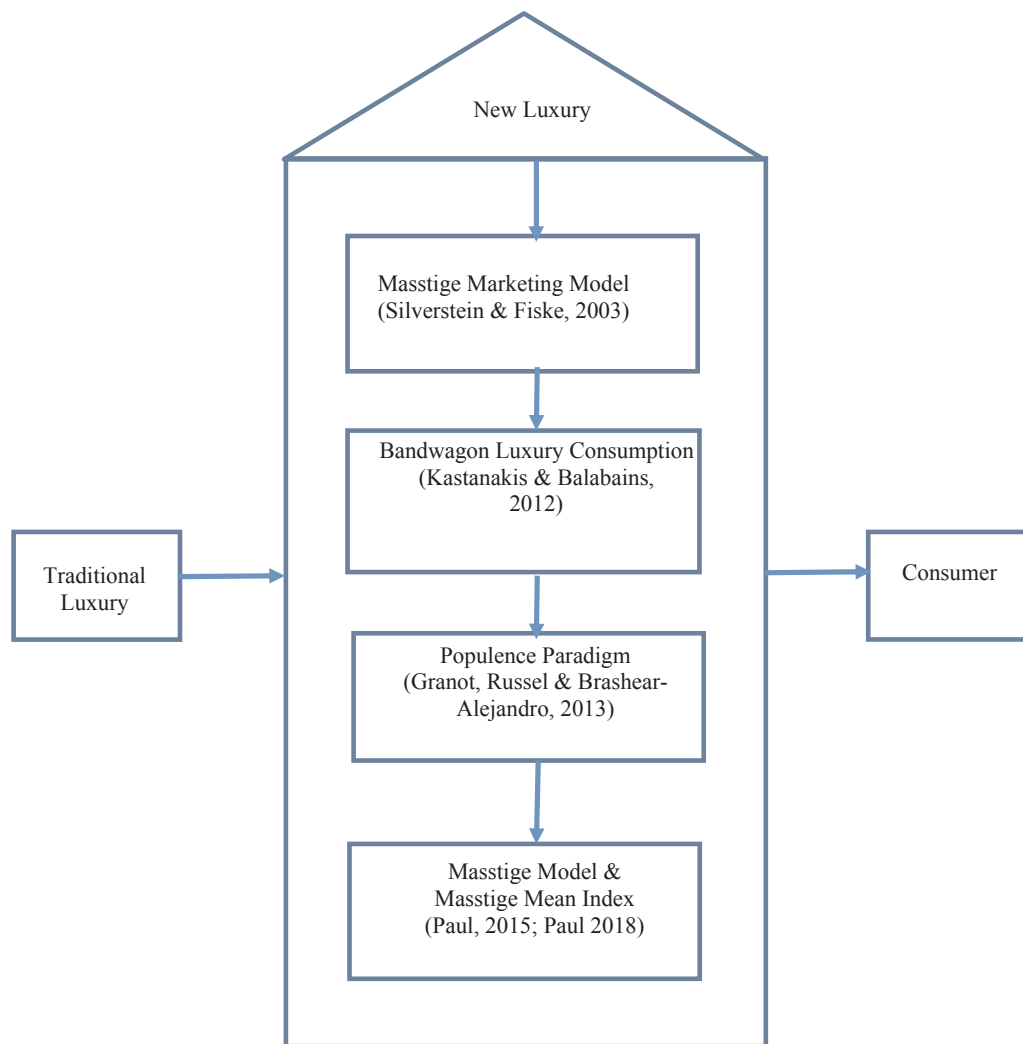 New Luxury
Masstige Marketing Model
(Silverstein & Fiske, 2003)
Bandwagon Luxury Consumption
(Kastanakis & Balabains,
2012)
Traditional
Luxury
Consumer
Populence Paradigm
(Granot, Russel & Brashear-
Alejandro, 2013)
Masstige Model &
Masstige Mean Index
(Paul, 2015; Paul 2018)